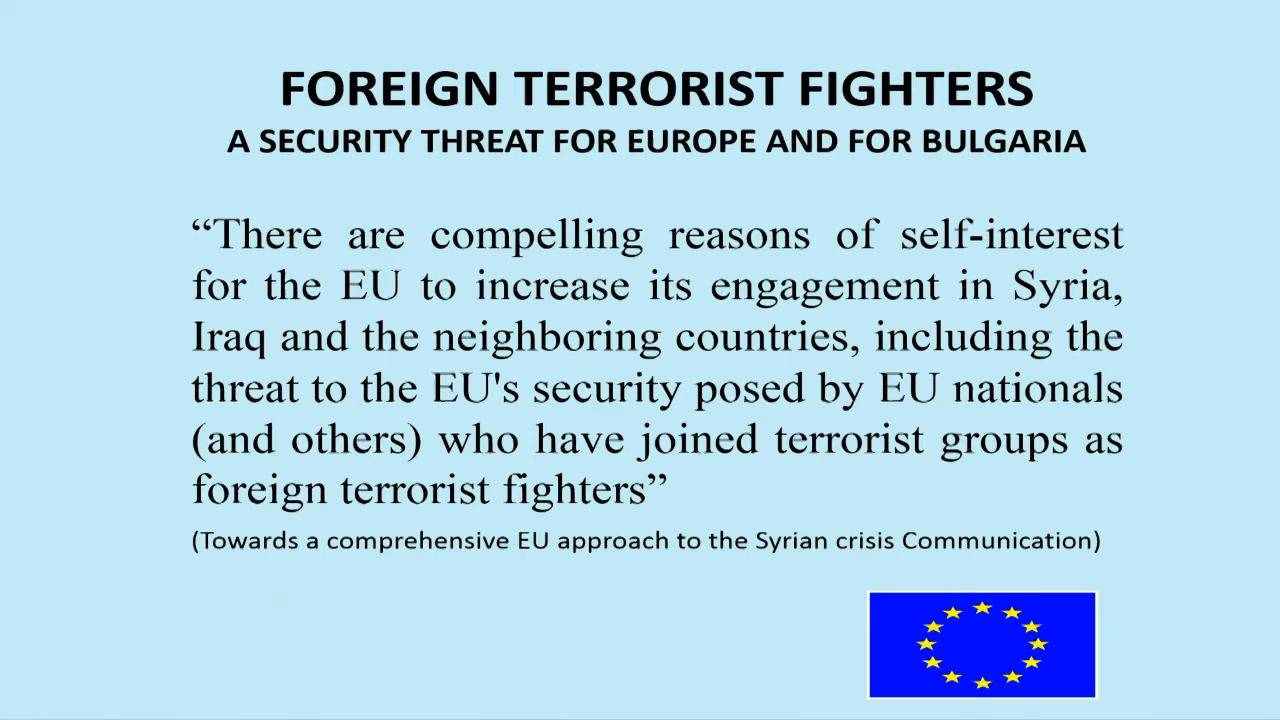 FOREIGN TERRORIST FIGHTERS
A SECURITY THREAT FOR EUROPE AND FOR BULGARIA
“There are compelling reasons of self-interest
for the EU to increase its engagement in Syria,
Iraq and the neighboring countries, including the
threat to the EU's security posed by EU nationals
(and others) who have joined terrorist groups as
foreign terrorist fighters”
(Towards a comprehensive EU approach to the Syrian crisis Communication)